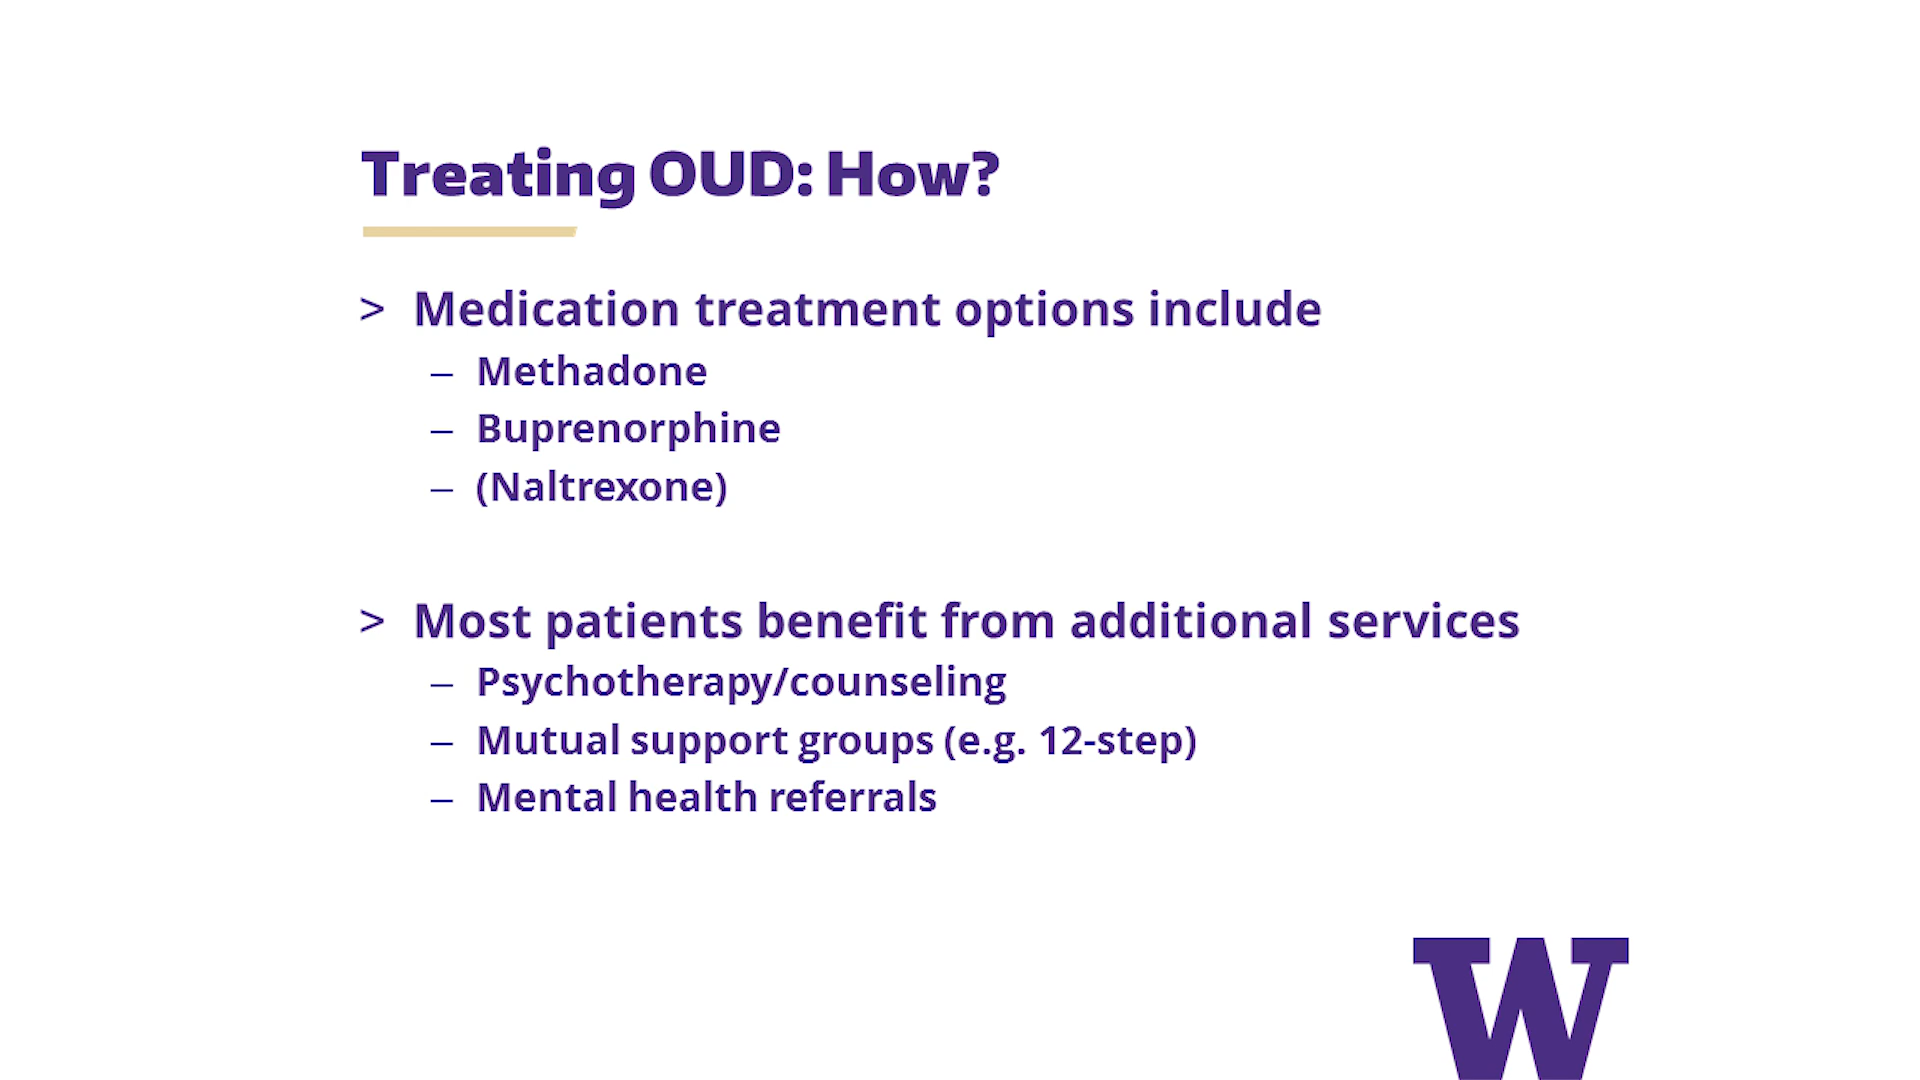 Treating OUD: How?
> Medication treatment options include
– Methadone
– Buprenorphine
– (Naltrexone)
> Most patients benefit from additional services
– Psychotherapy/counseling
– Mutual support groups (e.g. 12-step)
– Mental health referrals
W